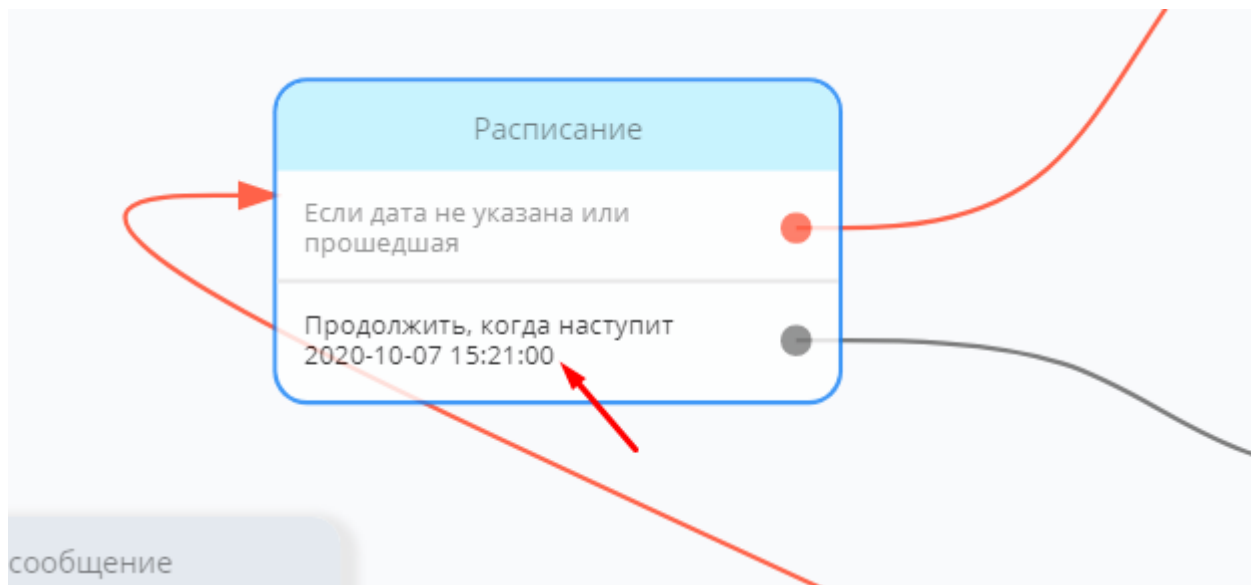 Расписание
Если дата не указана или
прошедшая
Продолжить, когда наступит
2020-10-07 15:21:00
сообщение